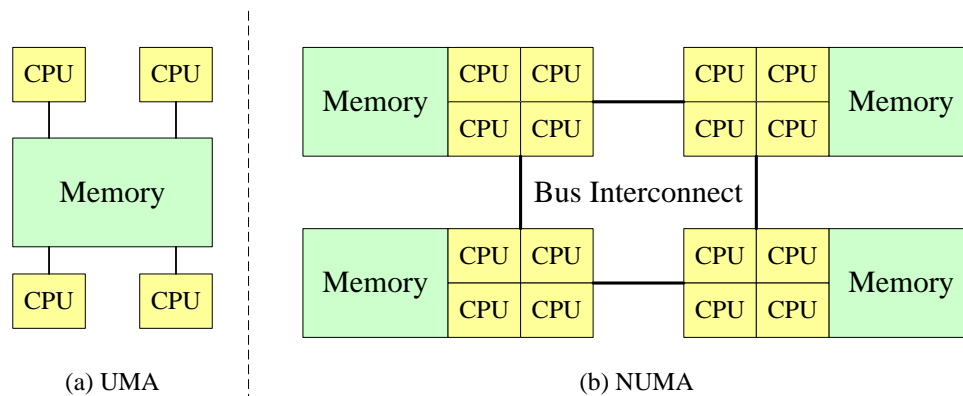 CPU CPU
Memory
CPU CPU
(a) UMA
Memory CPU CPU CPU CPU Memory
CPU CPU CPU CPU
Bus Interconnect
Memory CPU CPU CPU CPU Memory
CPU CPU CPU CPU
(b) NUMA